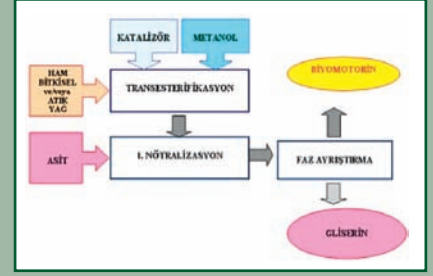 KATALİZÖR
METANOL
HAM
BİTKİSEL
ve/veya
ATIK
YAĞ
TRANSESTERİFİKASYON
BİYOMOTORİN
ASİT
1. NÖTRALİZASYON
FAZ AYRIŞTIRMA
GLİSERİN